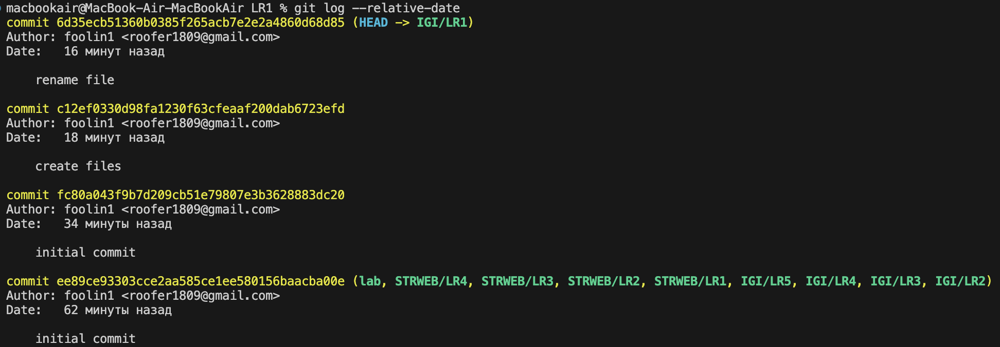 macbookair@MacBook-Air-MacBookAir LR1 % git log --relative-date
commit 6d35ecb51360b0385f265acb7e2e2a4860d68d85 (HEAD -> IGI/LR1)
Author: foolin1 <roofer1809@gmail.com>
Date:   16 минут назад
    rename file
commit c12ef0330d98fa1230f63cfeaaf200dab6723efd
Author: foolin1 <roofer1809@gmail.com>
Date:   18 минут назад
    create files
commit fc80a043f9b7d209cb51e79807e3b3628883dc20
Author: foolin1 <roofer1809@gmail.com>
Date:   34 минуты назад
    initial commit
commit ee89ce93303cce2aa585ce1ee580156baacba00e (lab, STRWEB/LR4, STRWEB/LR3, STRWEB/LR2, STRWEB/LR1, IGI/LR5, IGI/LR4, IGI/LR3, IGI/LR2)
Author: foolin1 <roofer1809@gmail.com>
Date:   62 минуты назад
    initial commit